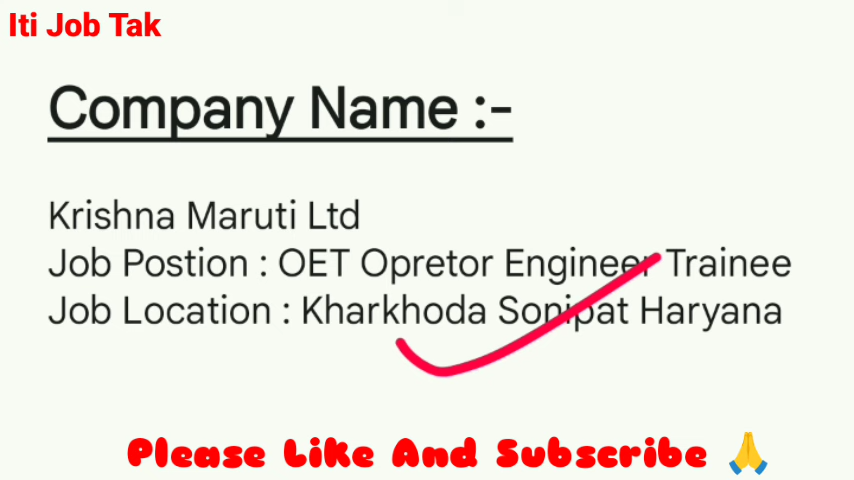 Iti Job Tak
Company Name :-
Krishna Maruti Ltd
Job Postion : OET Opretor Engineer Trainee
Job Location : Kharkhoda Sonipat Haryana
Please Like And Subscribe 🙏